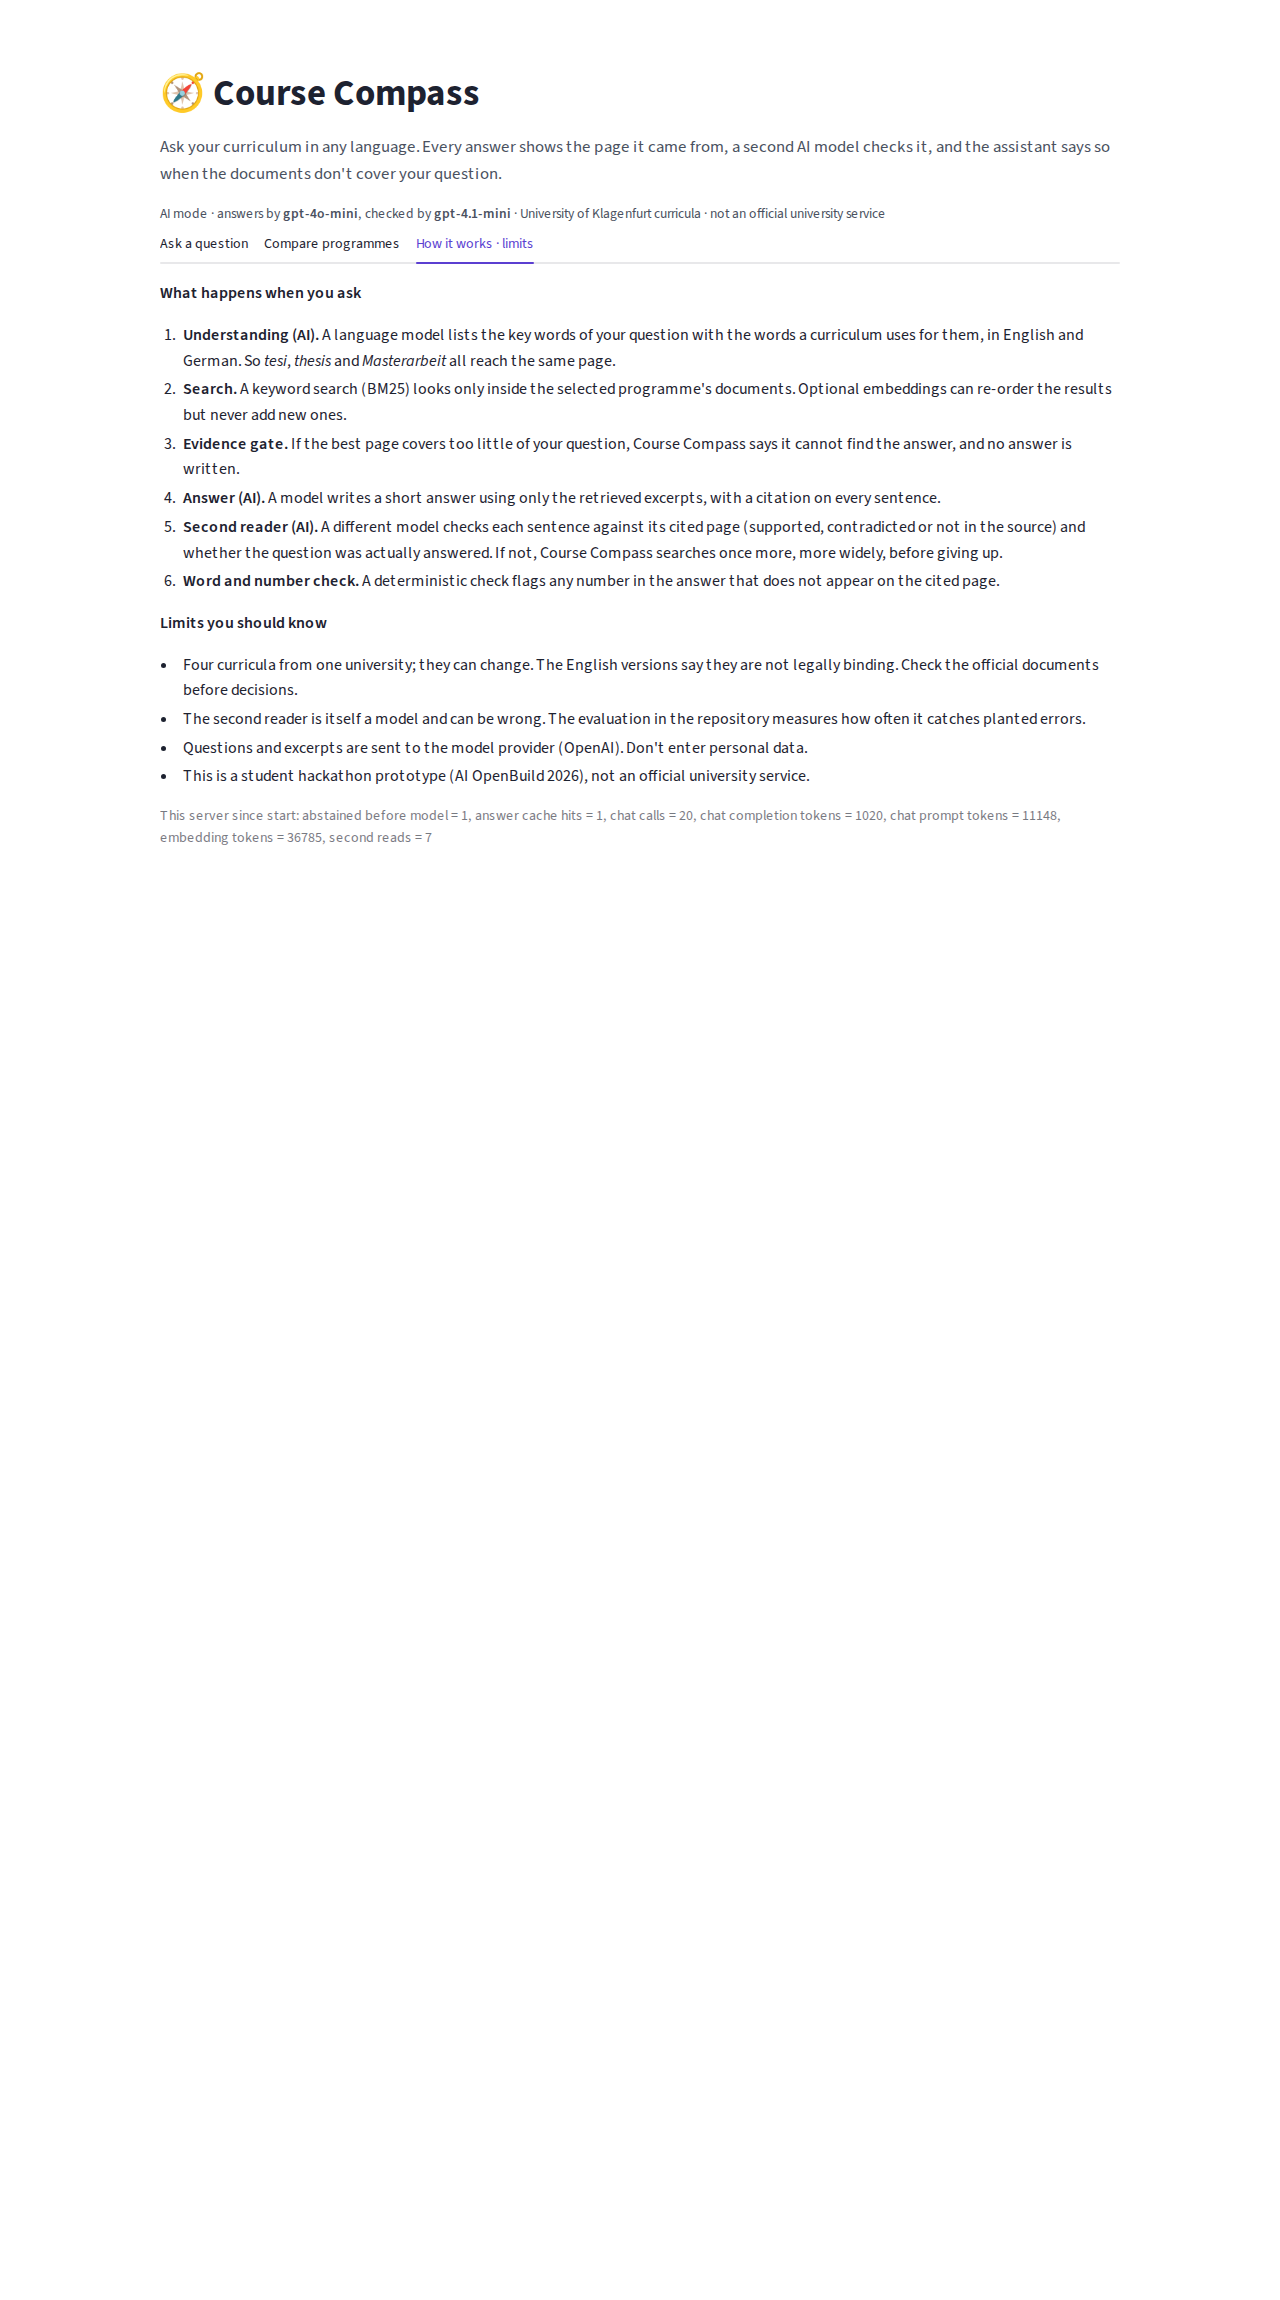 🧭 Course Compass
Ask your curriculum in any language. Every answer shows the page it came from, a second AI model checks it, and the assistant says so
when the documents don't cover your question.
AI mode · answers by gpt-4o-mini, checked by gpt-4.1-mini · University of Klagenfurt curricula · not an official university service
Ask a question Compare programmes How it works · limits
What happens when you ask
1. Understanding (AI). A language model lists the key words of your question with the words a curriculum uses for them, in English and
German. So tesi, thesis and Masterarbeit all reach the same page.
2. Search. A keyword search (BM25) looks only inside the selected programme's documents. Optional embeddings can re-order the results
but never add new ones.
3. Evidence gate. If the best page covers too little of your question, Course Compass says it cannot find the answer, and no answer is
written.
4. Answer (AI). A model writes a short answer using only the retrieved excerpts, with a citation on every sentence.
5. Second reader (AI). A different model checks each sentence against its cited page (supported, contradicted or not in the source) and
whether the question was actually answered. If not, Course Compass searches once more, more widely, before giving up.
6. Word and number check. A deterministic check flags any number in the answer that does not appear on the cited page.
Limits you should know
• Four curricula from one university; they can change. The English versions say they are not legally binding. Check the official documents
before decisions.
• The second reader is itself a model and can be wrong. The evaluation in the repository measures how often it catches planted errors.
• Questions and excerpts are sent to the model provider (OpenAI). Don't enter personal data.
• This is a student hackathon prototype (AI OpenBuild 2026), not an official university service.
This server since start: abstained before model = 1, answer cache hits = 1, chat calls = 20, chat completion tokens = 1020, chat prompt tokens = 11148,
embedding tokens = 36785, second reads = 7